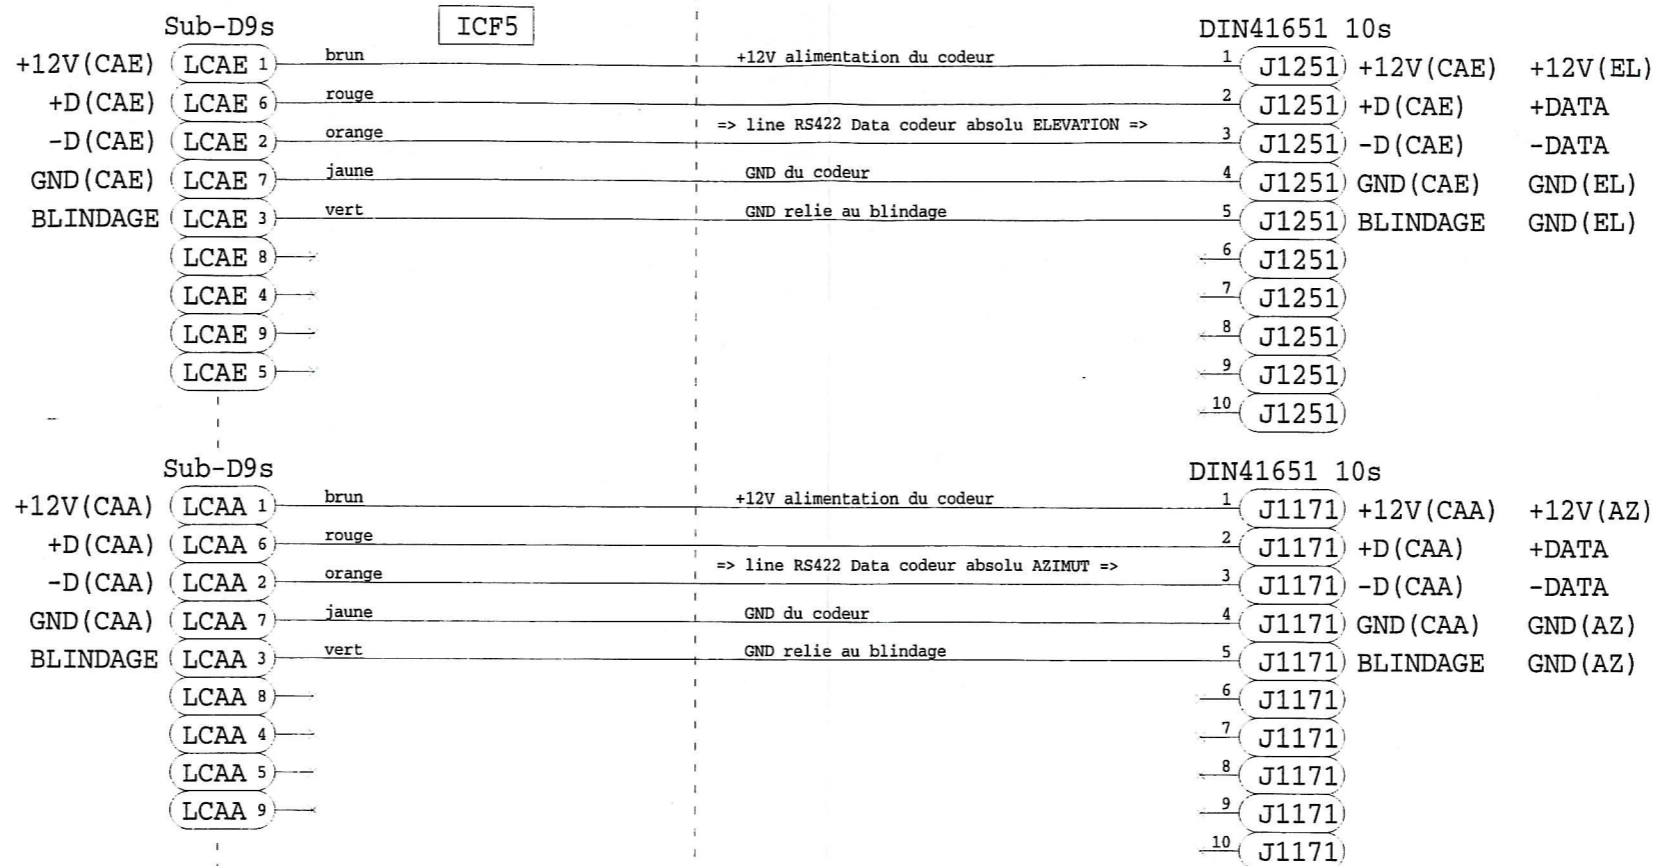 Sub-D9s ICF5 DIN41651 10s
+12V(CAE) LCAE 1 brun +12V alimentation du codeur 1 J1251 +12V(CAE) +12V(EL)
+D(CAE) LCAE 6 rouge 2 J1251 +D(CAE) +DATA
=> line RS422 Data codeur absolu ELEVATION =>
-D(CAE) LCAE 2 orange 3 J1251 -D(CAE) -DATA
GND(CAE) LCAE 7 jaune GND du codeur 4 J1251 GND(CAE) GND(EL)
BLINDAGE LCAE 3 vert GND relie au blindage 5 J1251 BLINDAGE GND(EL)
LCAE 8 6 J1251
LCAE 4 7 J1251
LCAE 9 8 J1251
LCAE 5 9 J1251
10 J1251
Sub-D9s DIN41651 10s
+12V(CAA) LCAA 1 brun +12V alimentation du codeur 1 J1171 +12V(CAA) +12V(AZ)
+D(CAA) LCAA 6 rouge 2 J1171 +D(CAA) +DATA
=> line RS422 Data codeur absolu AZIMUT =>
-D(CAA) LCAA 2 orange 3 J1171 -D(CAA) -DATA
GND(CAA) LCAA 7 jaune GND du codeur 4 J1171 GND(CAA) GND(AZ)
BLINDAGE LCAA 3 vert GND relie au blindage 5 J1171 BLINDAGE GND(AZ)
LCAA 8 6 J1171
LCAA 4 7 J1171
LCAA 5 8 J1171
LCAA 9 9 J1171
10 J1171